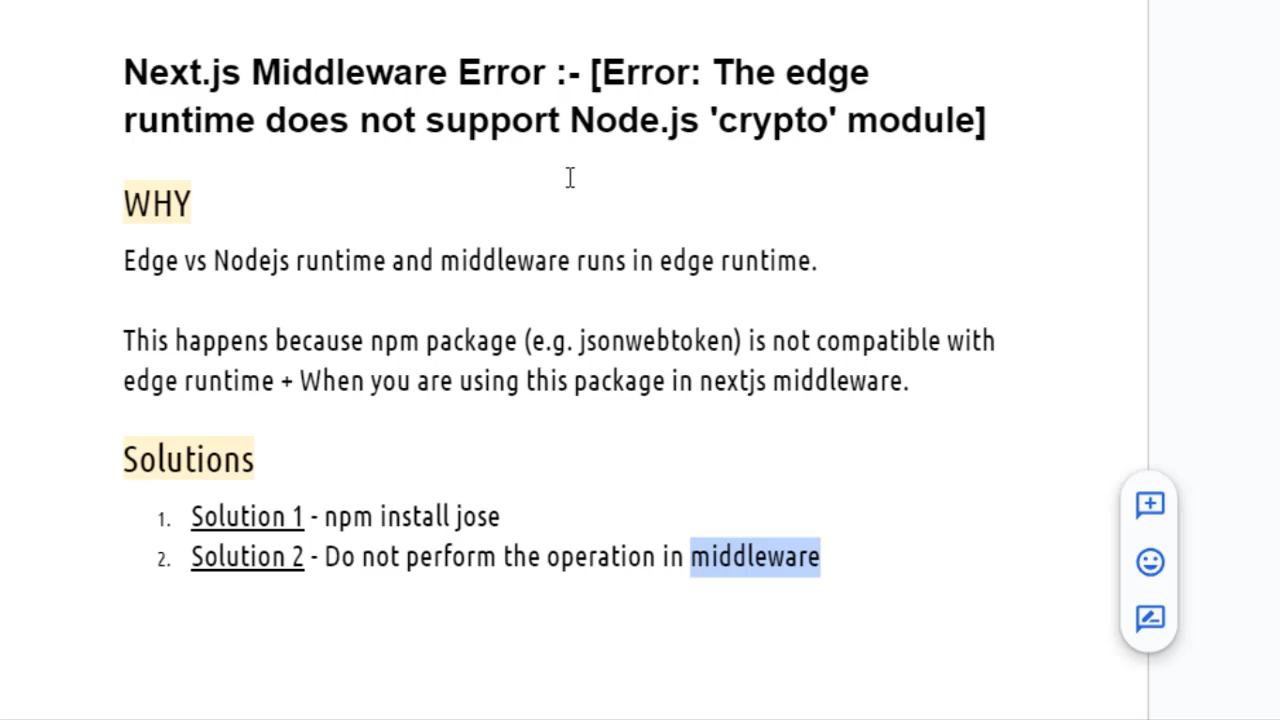 Next.js Middleware Error :- [Error: The edge
runtime does not support Node.js 'crypto' module]
WHY
Edge vs Nodejs runtime and middleware runs in edge runtime.
This happens because npm package (e.g. jsonwebtoken) is not compatible with
edge runtime + When you are using this package in nextjs middleware.
Solutions
1. Solution 1 - npm install jose
2. Solution 2 - Do not perform the operation in middleware